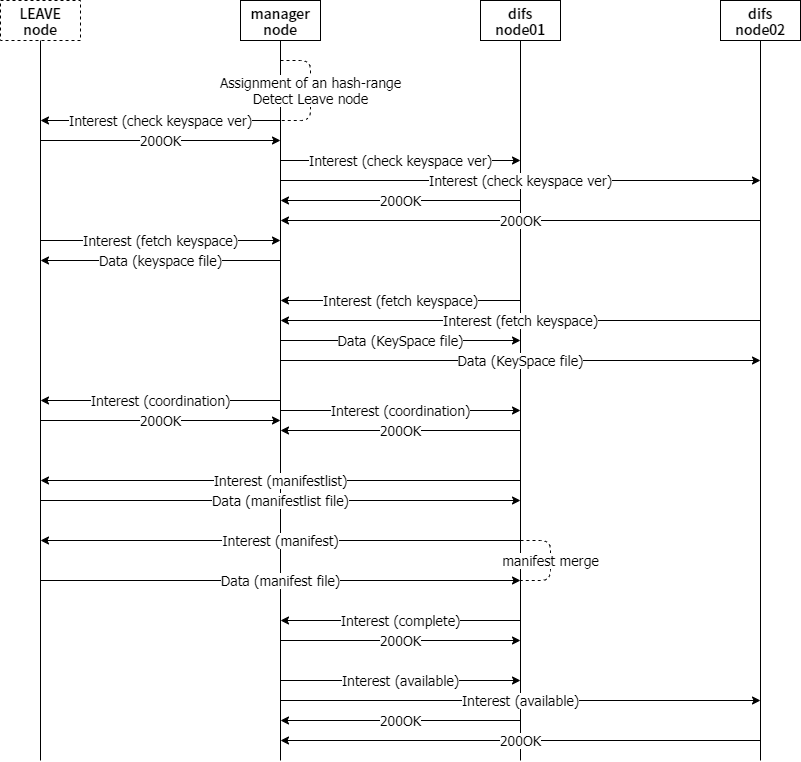 LEAVE
node
manager
node
difs
node01
difs
node02
Assignment of an hash-range
Detect Leave node
Interest (check keyspace ver)
200OK
Interest (check keyspace ver)
Interest (check keyspace ver)
200OK
200OK
Interest (fetch keyspace)
Data (keyspace file)
Interest (fetch keyspace)
Interest (fetch keyspace)
Data (KeySpace file)
Data (KeySpace file)
Interest (coordination)
Interest (coordination)
200OK
200OK
Interest (manifestlist)
Data (manifestlist file)
Interest (manifest)
manifest merge
Data (manifest file)
Interest (complete)
200OK
Interest (available)
Interest (available)
200OK
200OK